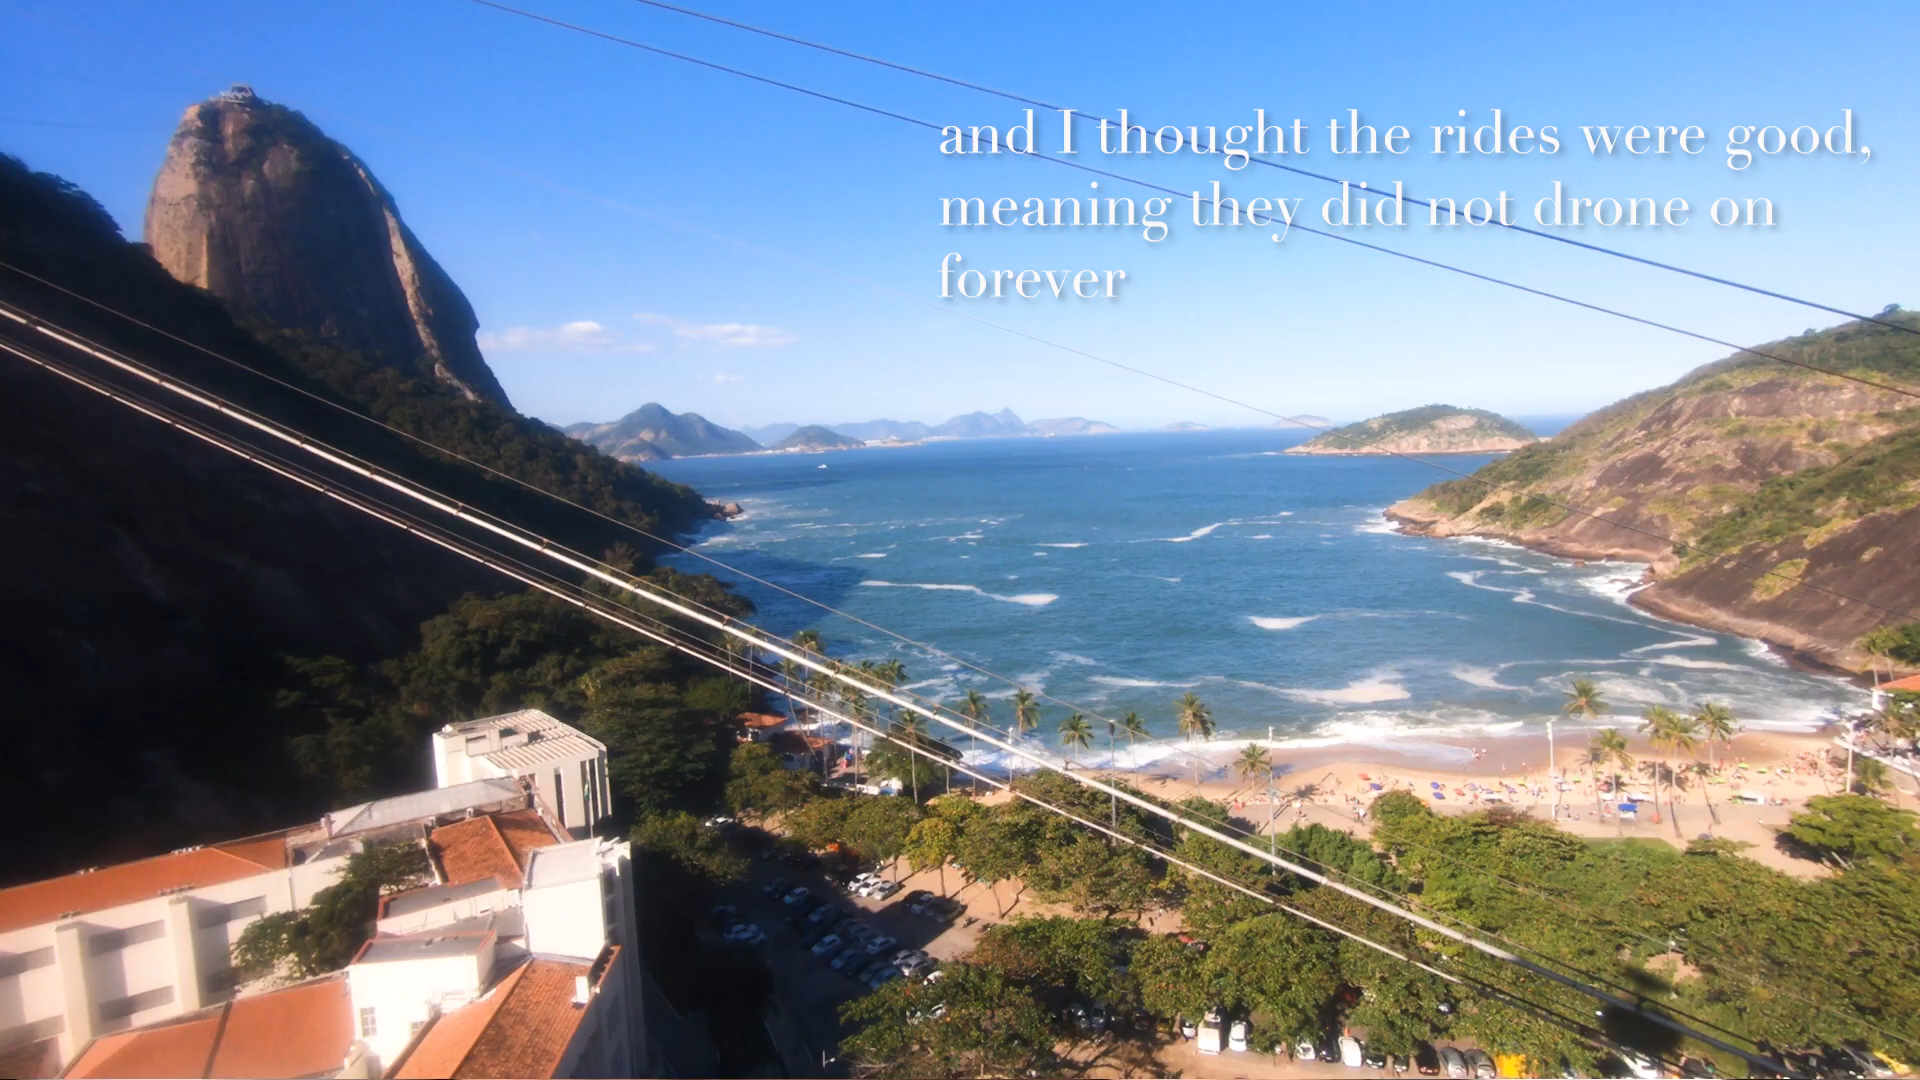 and I thought the rides were good,
meaning they did not drone on
forever